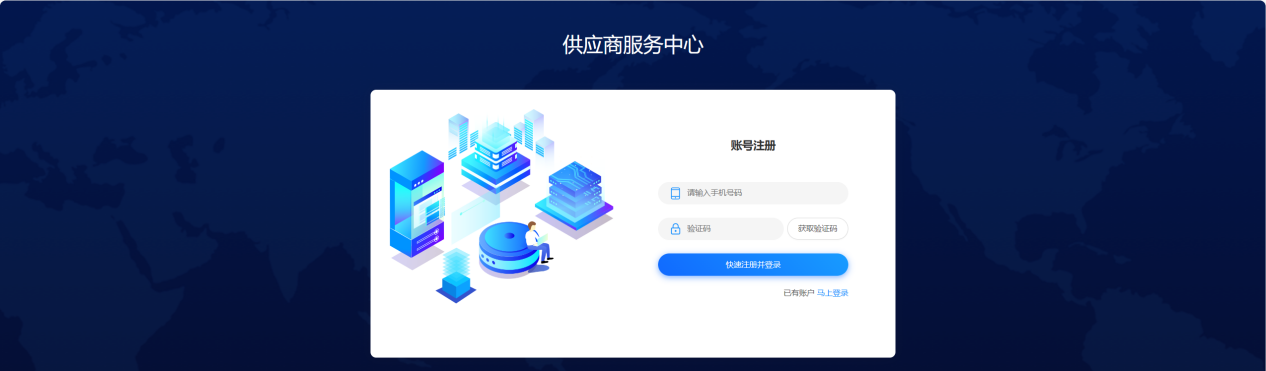 供应商服务中心
账号注册
请输入手机号码
验证码 获取验证码
快速注册并登录
已有账户 马上登录